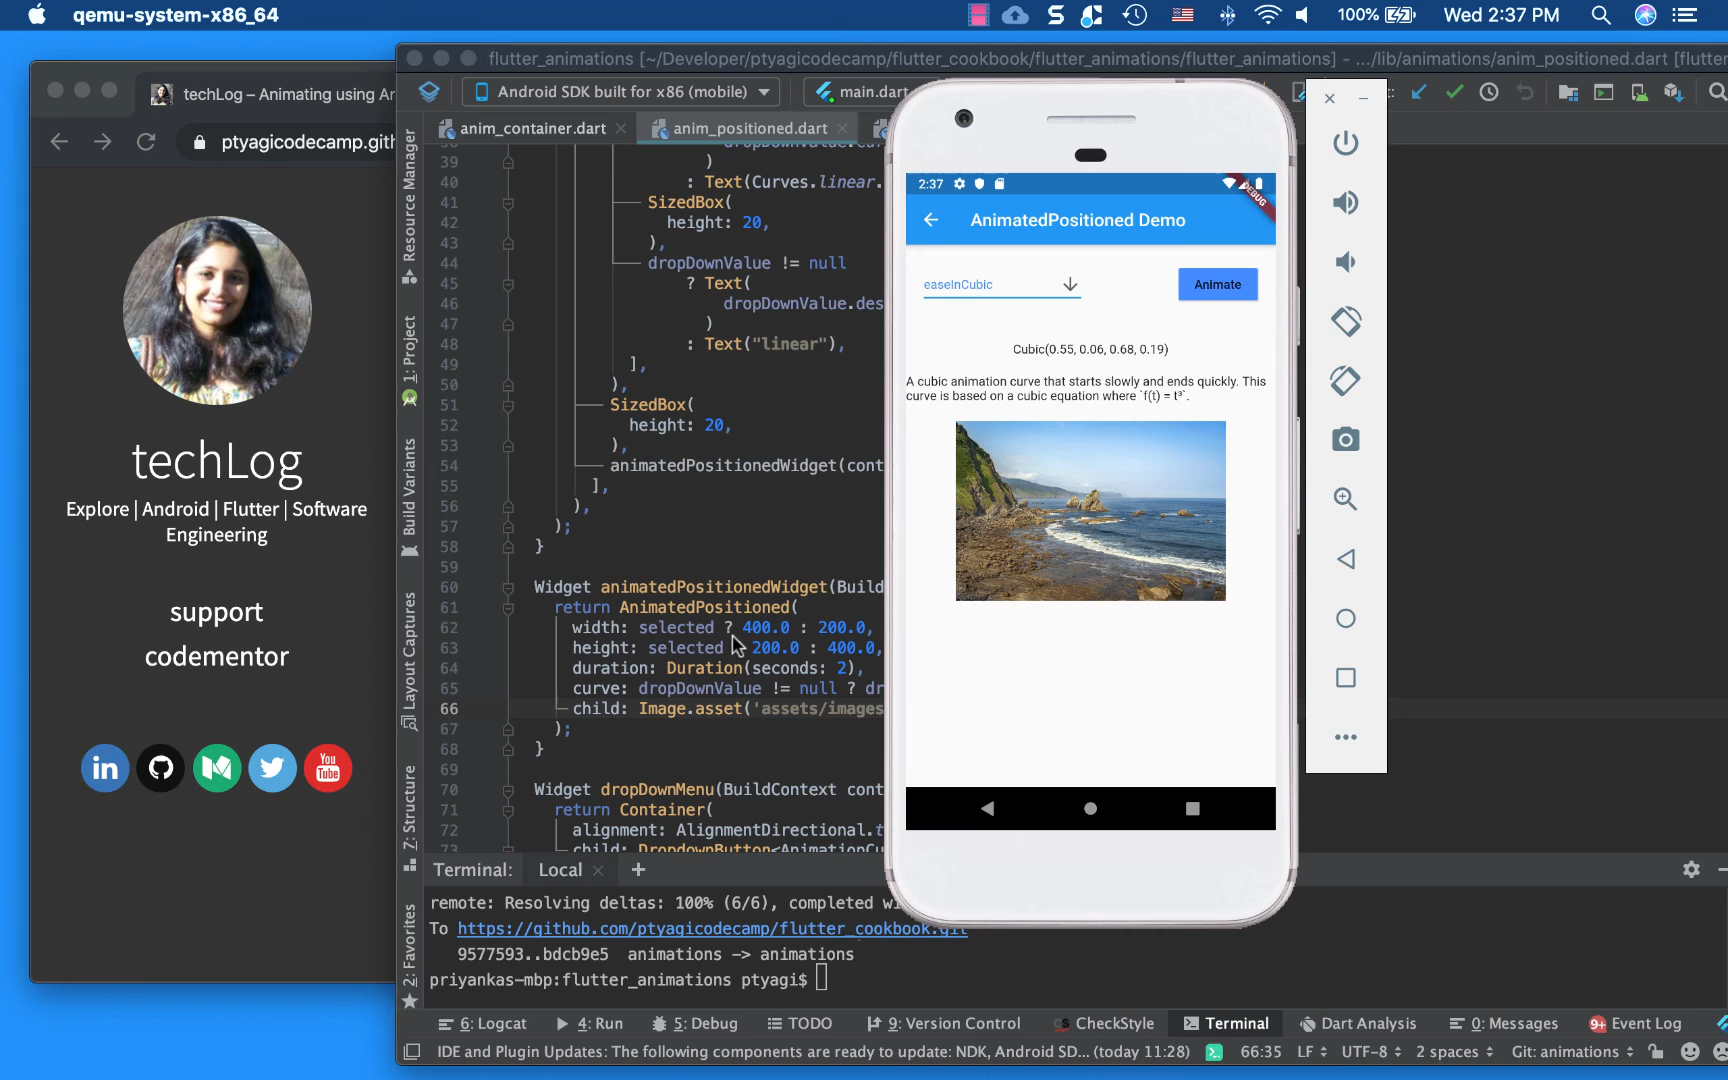 qemu-system-x86_64
100%
Wed 2:37 PM
techLog – Animating using An
ptyagicodecamp.gith
techLog
Explore | Android | Flutter | Software
Engineering
support
codementor
in
You
Tube
flutter_animations [~/Developer/ptyagicodecamp/flutter_cookbook/flutter_animations/flutter_animations] - .../lib/animations/anim_positioned.dart [flutter
Android SDK built for x86 (mobile)
main.dart
anim_container.dart
anim_positioned.dart
Resource Manager
1: Project
Build Variants
Layout Captures
7: Structure
2: Favorites
39 )
40 : Text(Curves.linear.
41 SizedBox(
42 height: 20,
43 ),
44 dropDownValue != null
45 ? Text(
46 dropDownValue.des
47 )
48 : Text("linear"),
49 ],
50 ),
51 SizedBox(
52 height: 20,
53 ),
54 animatedPositionedWidget(cont
55 ],
56 ),
57 );
58 }
59
60 Widget animatedPositionedWidget(Build
61 return AnimatedPositioned(
62 width: selected ? 400.0 : 200.0,
63 height: selected 200.0 : 400.0,
64 duration: Duration(seconds: 2),
65 curve: dropDownValue != null ? dr
66 child: Image.asset('assets/images
67 );
68 }
69
70 Widget dropDownMenu(BuildContext cont
71 return Container(
72 alignment: AlignmentDirectional.t
73 child: DropdownButton<AnimationCu
2:37
DEBUG
AnimatedPositioned Demo
easeInCubic
Animate
Cubic(0.55, 0.06, 0.68, 0.19)
A cubic animation curve that starts slowly and ends quickly. This
curve is based on a cubic equation where `f(t) = t³`.
Terminal:
Local
remote: Resolving deltas: 100% (6/6), completed wi
To https://github.com/ptyagicodecamp/flutter_cookbook.git
9577593..bdcb9e5 animations -> animations
priyankas-mbp:flutter_animations ptyagi$
6: Logcat
4: Run
5: Debug
TODO
9: Version Control
CheckStyle
Terminal
Dart Analysis
0: Messages
9+ Event Log
IDE and Plugin Updates: The following components are ready to update: NDK, Android SD... (today 11:28)
66:35
LF
UTF-8
2 spaces
Git: animations